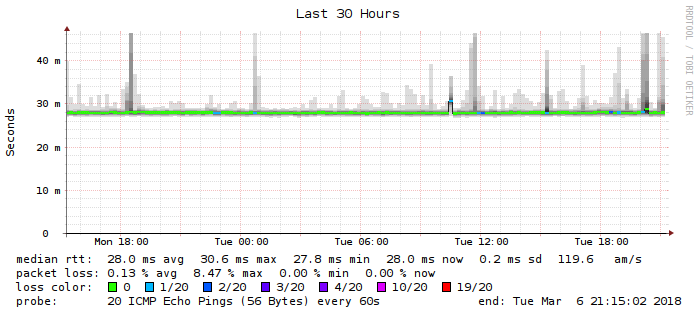 Last 30 Hours
RRDTOOL / TOBI OETIKER
Seconds
40 m
30 m
20 m
10 m
0
Mon 18:00 Tue 00:00 Tue 06:00 Tue 12:00 Tue 18:00
median rtt: 28.0 ms avg 30.6 ms max 27.8 ms min 28.0 ms now 0.2 ms sd 119.6 am/s
packet loss: 0.13 % avg 8.47 % max 0.00 % min 0.00 % now
loss color: 0 1/20 2/20 3/20 4/20 10/20 19/20
probe: 20 ICMP Echo Pings (56 Bytes) every 60s end: Tue Mar 6 21:15:02 2018